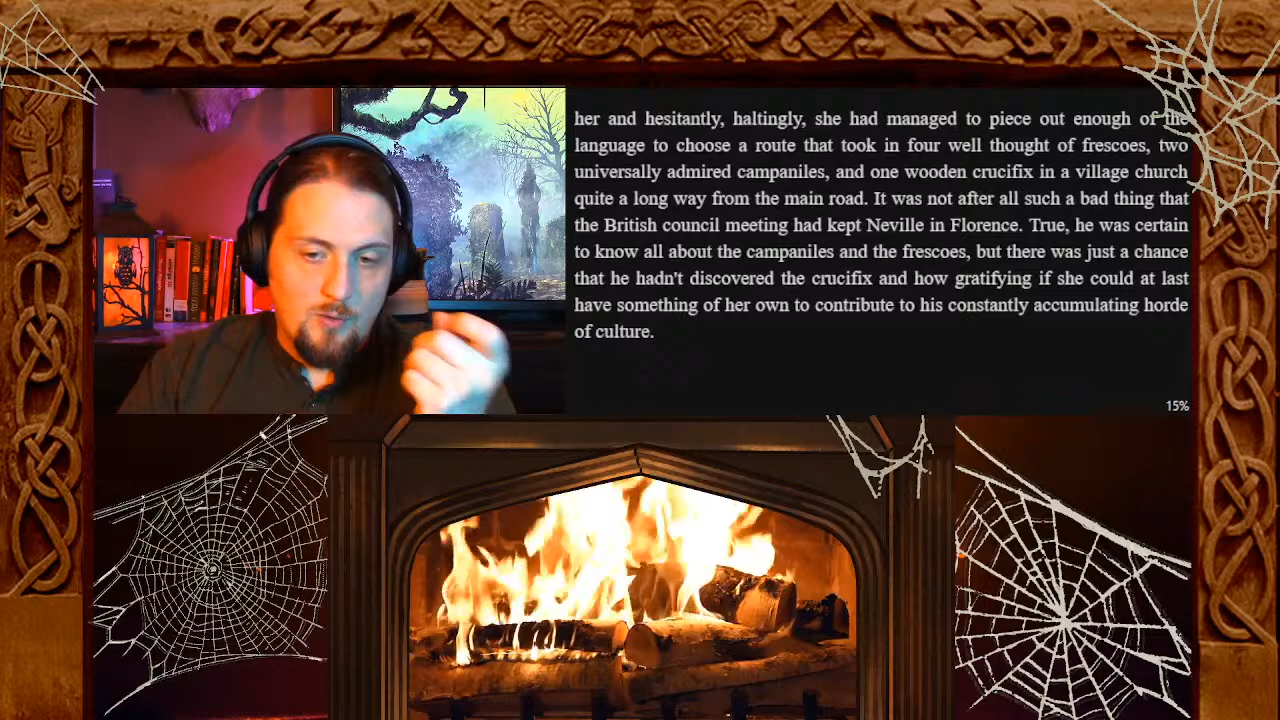 her and hesitantly, haltingly, she had managed to piece out enough of the
language to choose a route that took in four well thought of frescoes, two
universally admired campaniles, and one wooden crucifix in a village church
quite a long way from the main road. It was not after all such a bad thing that
the British council meeting had kept Neville in Florence. True, he was certain
to know all about the campaniles and the frescoes, but there was just a chance
that he hadn't discovered the crucifix and how gratifying if she could at last
have something of her own to contribute to his constantly accumulating horde
of culture.
15%